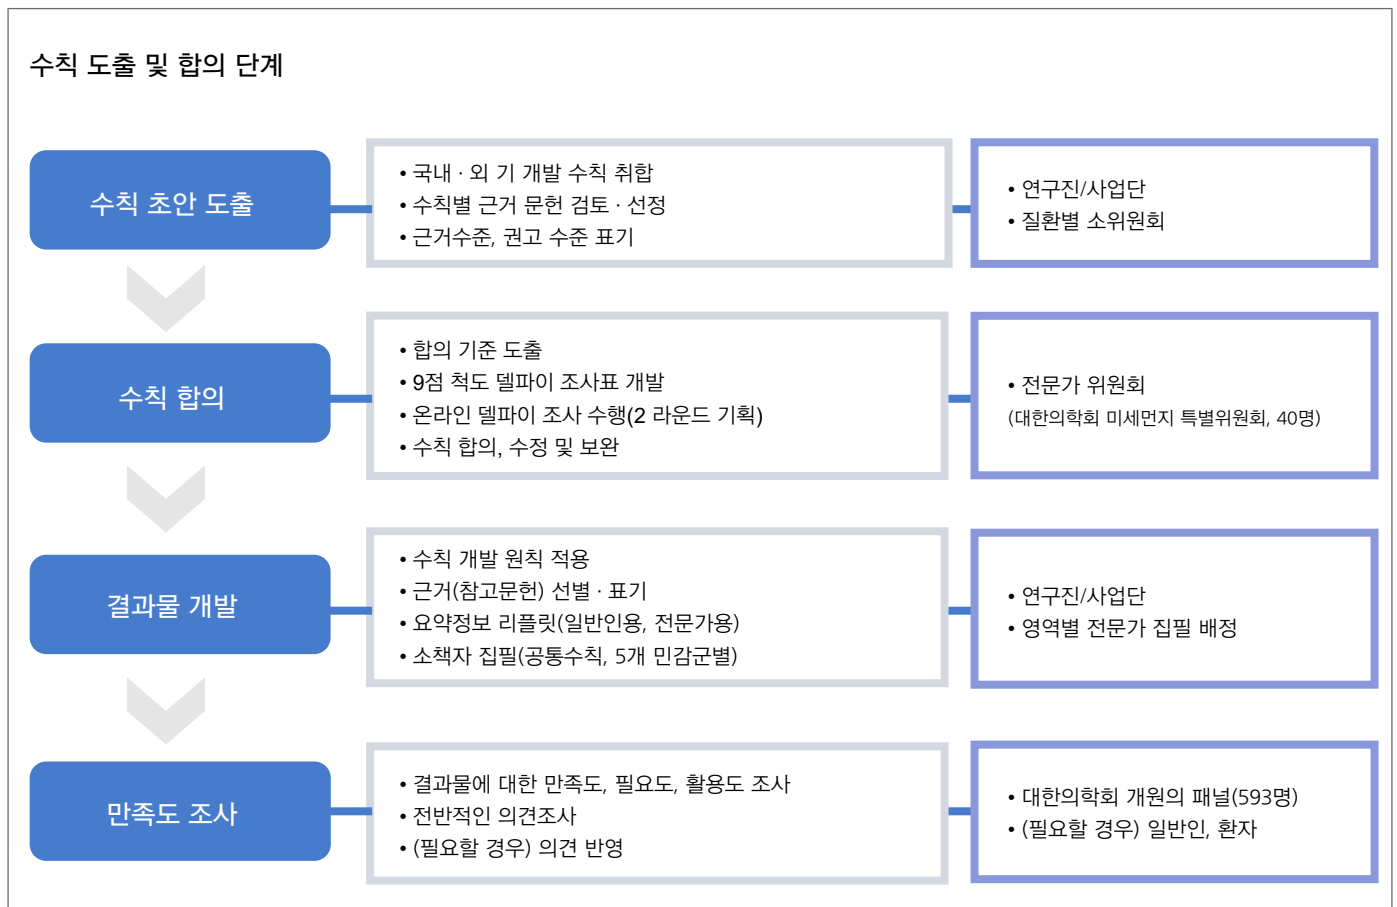 수칙 도출 및 합의 단계
수칙 초안 도출
• 국내 · 외 기 개발 수칙 취합
• 수칙별 근거 문헌 검토 · 선정
• 근거수준, 권고 수준 표기
• 연구진/사업단
• 질환별 소위원회
수칙 합의
• 합의 기준 도출
• 9점 척도 델파이 조사표 개발
• 온라인 델파이 조사 수행(2 라운드 기획)
• 수칙 합의, 수정 및 보완
• 전문가 위원회
(대한의학회 미세먼지 특별위원회, 40명)
결과물 개발
• 수칙 개발 원칙 적용
• 근거(참고문헌) 선별 · 표기
• 요약정보 리플릿(일반인용, 전문가용)
• 소책자 집필(공통수칙, 5개 민감군별)
• 연구진/사업단
• 영역별 전문가 집필 배정
만족도 조사
• 결과물에 대한 만족도, 필요도, 활용도 조사
• 전반적인 의견조사
• (필요할 경우) 의견 반영
• 대한의학회 개원의 패널(593명)
• (필요할 경우) 일반인, 환자